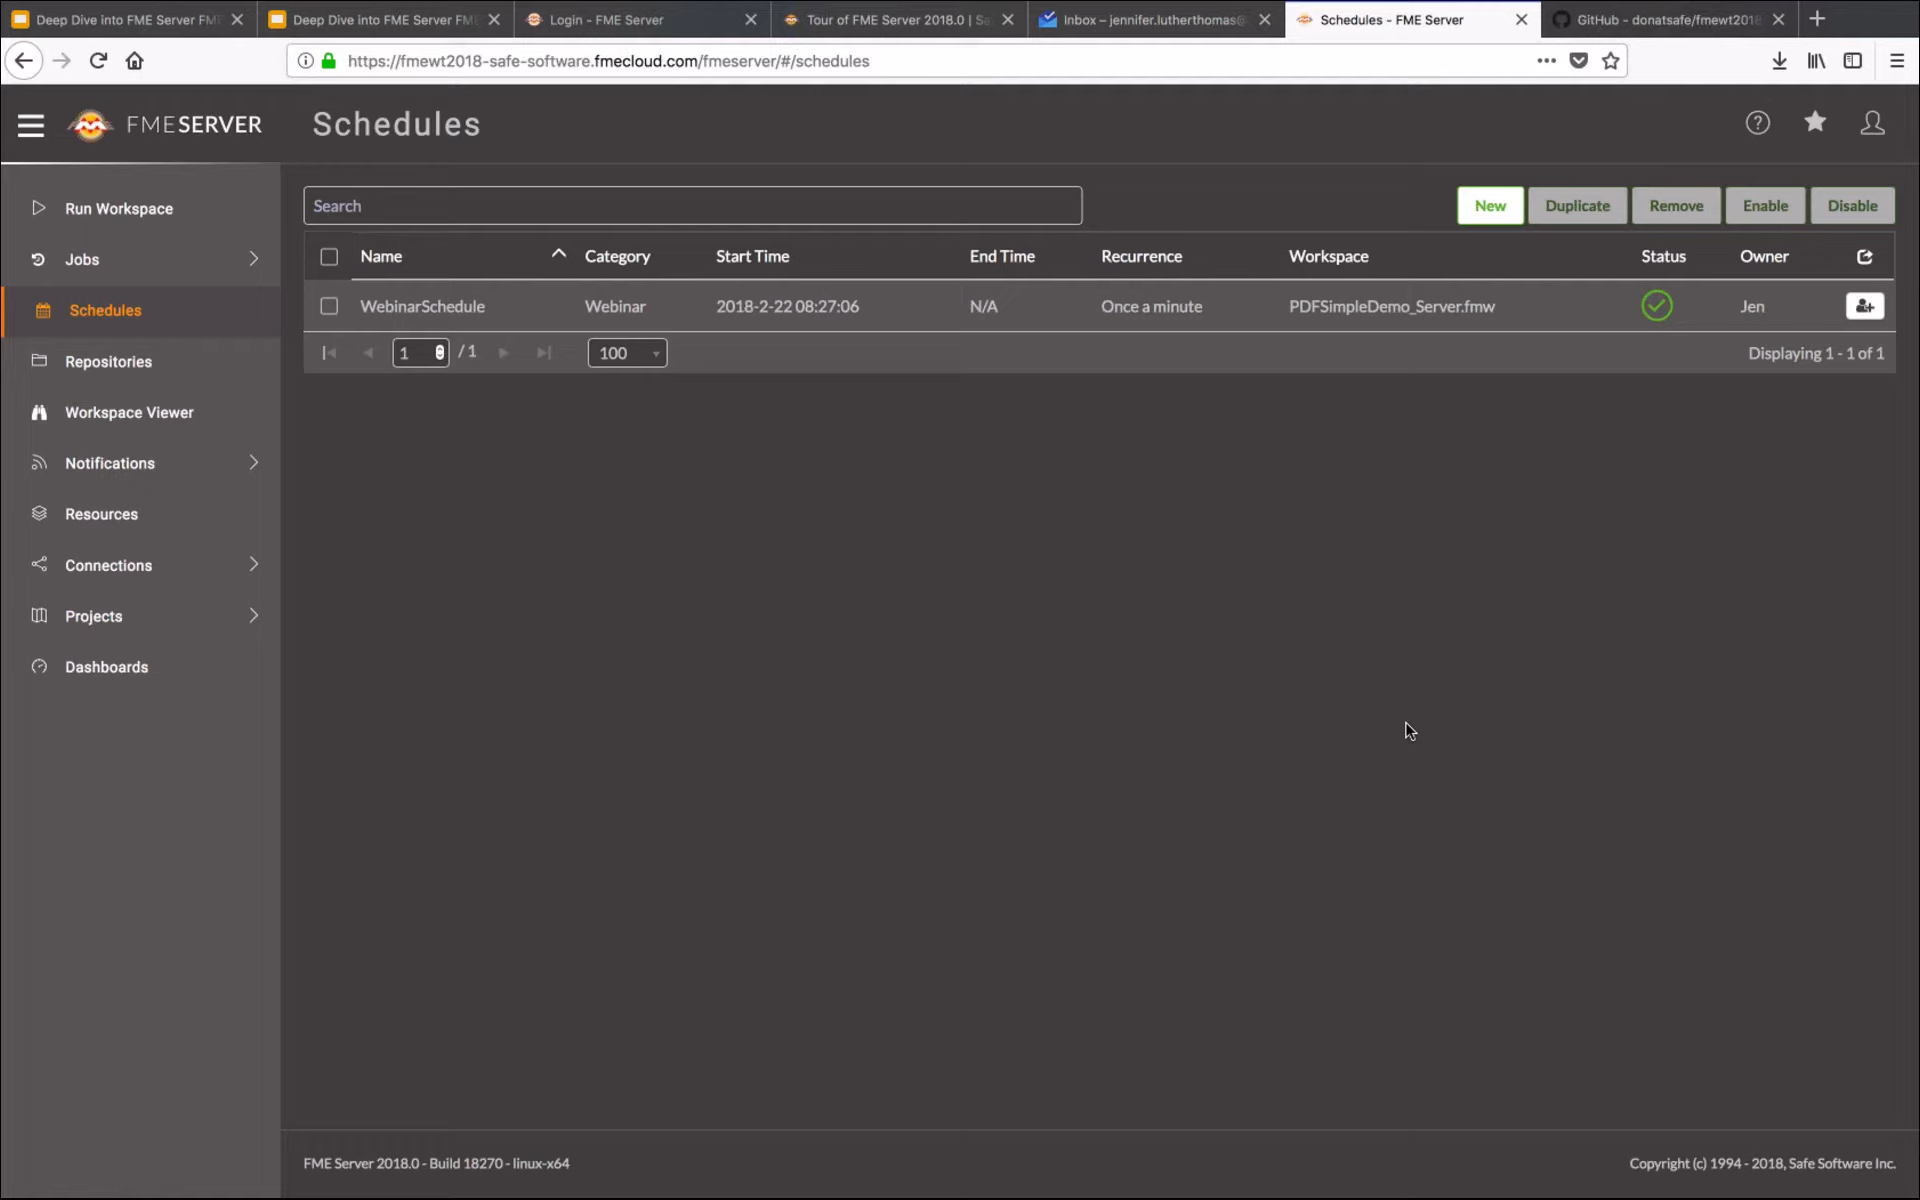 Deep Dive into FME Server FM
Deep Dive into FME Server FM
Login - FME Server
Tour of FME Server 2018.0 | Sa
Inbox – jennifer.lutherthomas@
Schedules - FME Server
GitHub - donatsafe/fmewt2018
https://fmewt2018-safe-software.fmecloud.com/fmeserver/#/schedules
FMESERVER
Schedules
Run Workspace
Jobs
Schedules
Repositories
Workspace Viewer
Notifications
Resources
Connections
Projects
Dashboards
Search
New Duplicate Remove Enable Disable
Name Category Start Time End Time Recurrence Workspace Status Owner
WebinarSchedule Webinar 2018-2-22 08:27:06 N/A Once a minute PDFSimpleDemo_Server.fmw Jen
1 / 1 100 Displaying 1 - 1 of 1
FME Server 2018.0 - Build 18270 - linux-x64
Copyright (c) 1994 - 2018, Safe Software Inc.